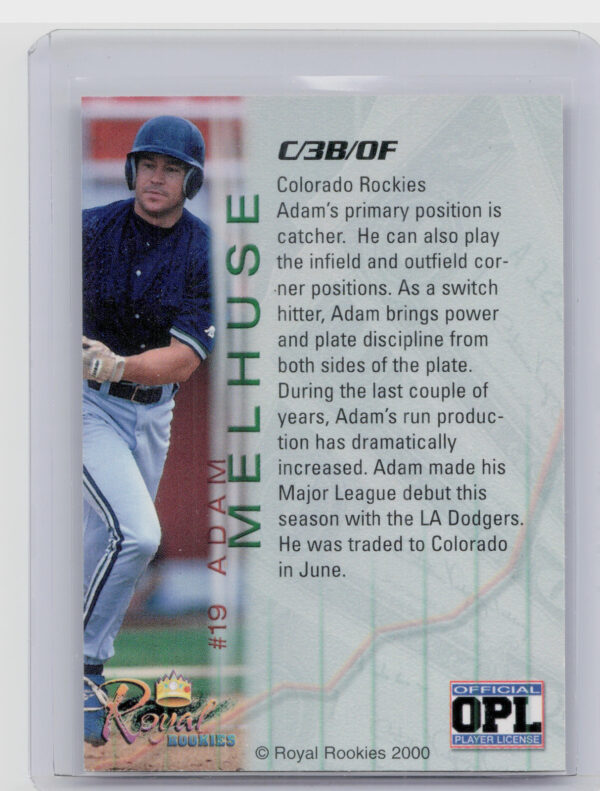 C/3B/OF
Colorado Rockies
Adam's primary position is
catcher. He can also play
the infield and outfield cor-
ner positions. As a switch
hitter, Adam brings power
and plate discipline from
both sides of the plate.
During the last couple of
years, Adam's run produc-
tion has dramatically
increased. Adam made his
Major League debut this
season with the LA Dodgers.
He was traded to Colorado
in June.
#19 ADAM
MELHUSE
Royal
ROOKIES
OFFICIAL
OPL
PLAYER LICENSE
© Royal Rookies 2000